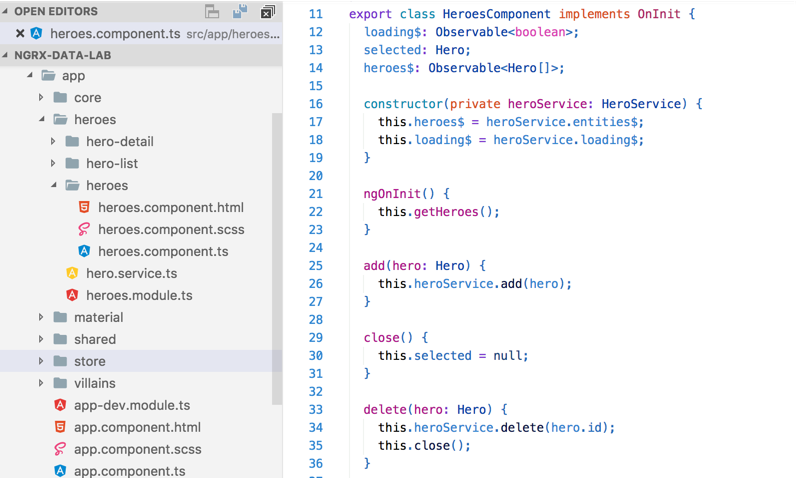 OPEN EDITORS
heroes.component.ts src/app/heroes...
NGRX-DATA-LAB
app
core
heroes
hero-detail
hero-list
heroes
heroes.component.html
heroes.component.scss
heroes.component.ts
hero.service.ts
heroes.module.ts
material
shared
store
villains
app-dev.module.ts
app.component.html
app.component.scss
app.component.ts
11 export class HeroesComponent implements OnInit {
12   loading$: Observable<boolean>;
13   selected: Hero;
14   heroes$: Observable<Hero[]>;
15
16   constructor(private heroService: HeroService) {
17     this.heroes$ = heroService.entities$;
18     this.loading$ = heroService.loading$;
19   }
20
21   ngOnInit() {
22     this.getHeroes();
23   }
24
25   add(hero: Hero) {
26     this.heroService.add(hero);
27   }
28
29   close() {
30     this.selected = null;
31   }
32
33   delete(hero: Hero) {
34     this.heroService.delete(hero.id);
35     this.close();
36   }